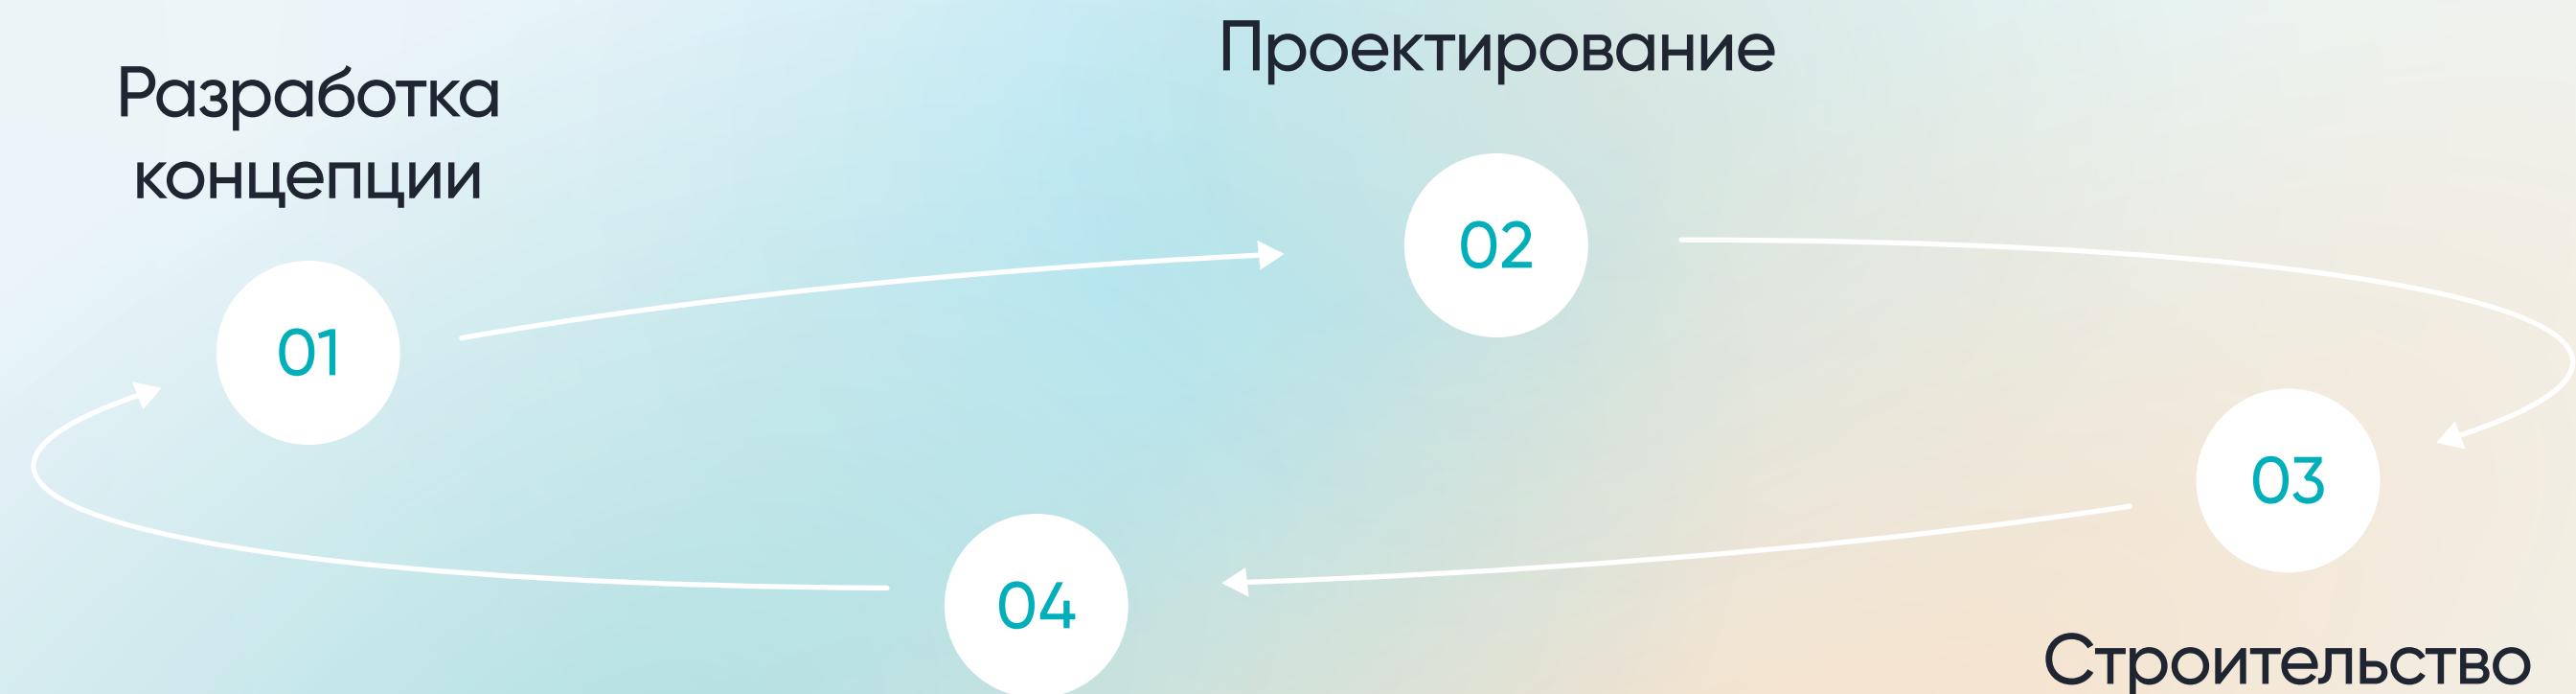 Разработка
концепции
01
Проектирование
02
03
Строительство
04